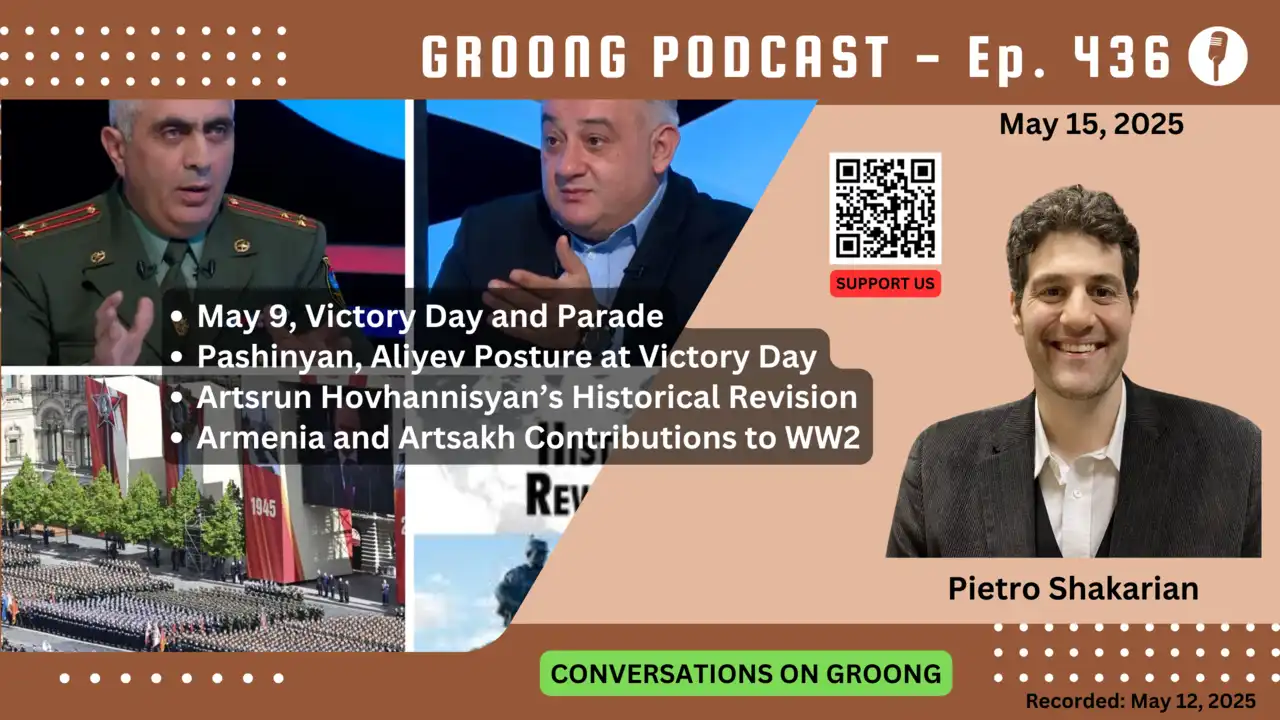 GROONG PODCAST – Ep. 436
May 15, 2025
SUPPORT US
• May 9, Victory Day and Parade
• Pashinyan, Aliyev Posture at Victory Day
• Artsrun Hovhannisyan’s Historical Revision
• Armenia and Artsakh Contributions to WW2
1945
Pietro Shakarian
CONVERSATIONS ON GROONG
Recorded: May 12, 2025